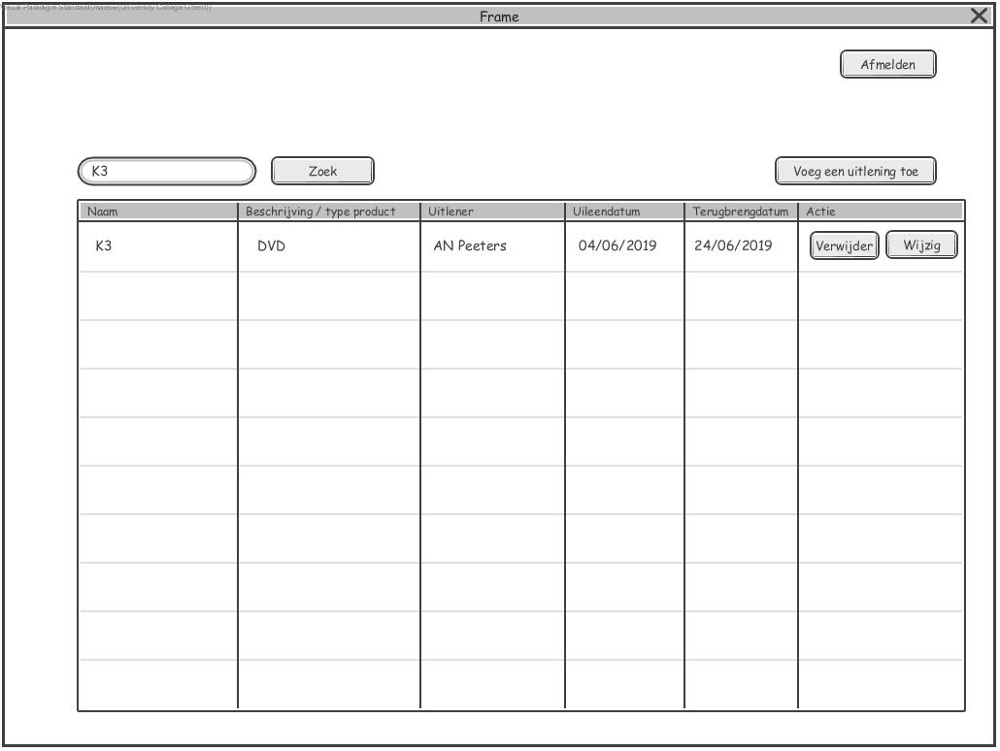 Visual Paradigm Standard(maesw(University College Ghent))
Frame
Afmelden
K3 Zoek Voeg een uitlening toe
Naam Beschrijving / type product Uitlener Uileendatum Terugbrengdatum Actie
K3 DVD AN Peeters 04/06/2019 24/06/2019 Verwijder Wijzig